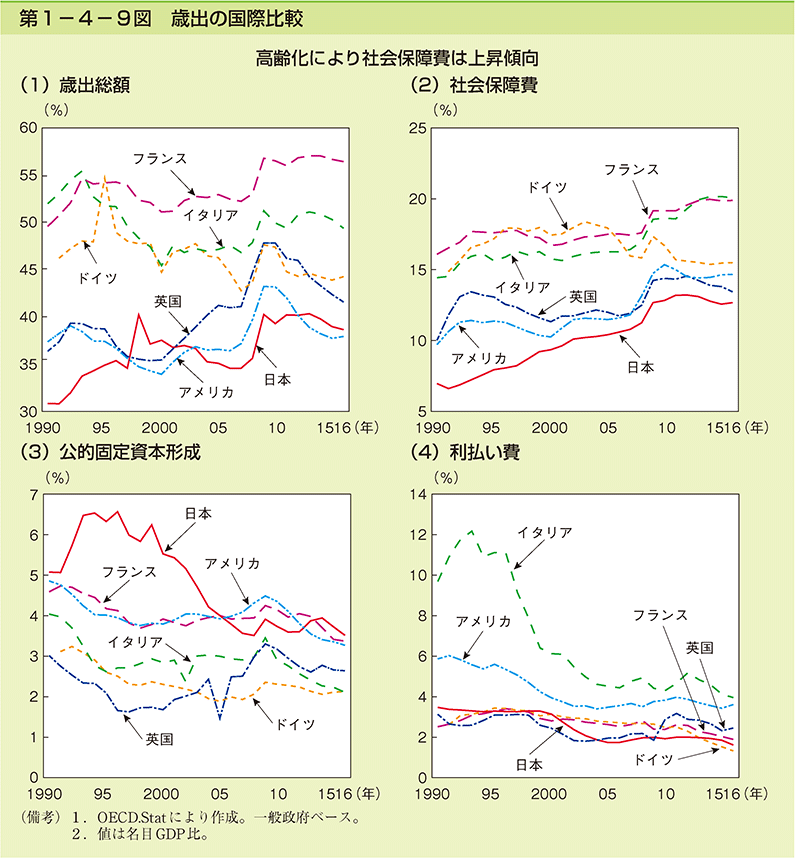 第１－４－９図　歳出の国際比較
高齢化により社会保障費は上昇傾向
（１）歳出総額
（％）
60
55
50
45
40
35
30
フランス
イタリア
ドイツ
英国
アメリカ
日本
1990 95 2000 05 10 1516（年）
（２）社会保障費
（％）
25
20
15
10
5
ドイツ
フランス
イタリア
英国
アメリカ
日本
1990 95 2000 05 10 1516（年）
（３）公的固定資本形成
（％）
7
6
5
4
3
2
1
0
日本
フランス
アメリカ
イタリア
英国
ドイツ
1990 95 2000 05 10 1516（年）
（４）利払い費
（％）
14
12
10
8
6
4
2
0
イタリア
アメリカ
フランス
英国
日本
ドイツ
1990 95 2000 05 10 1516（年）
（備考）１．OECD.Statにより作成。一般政府ベース。
２．値は名目GDP比。